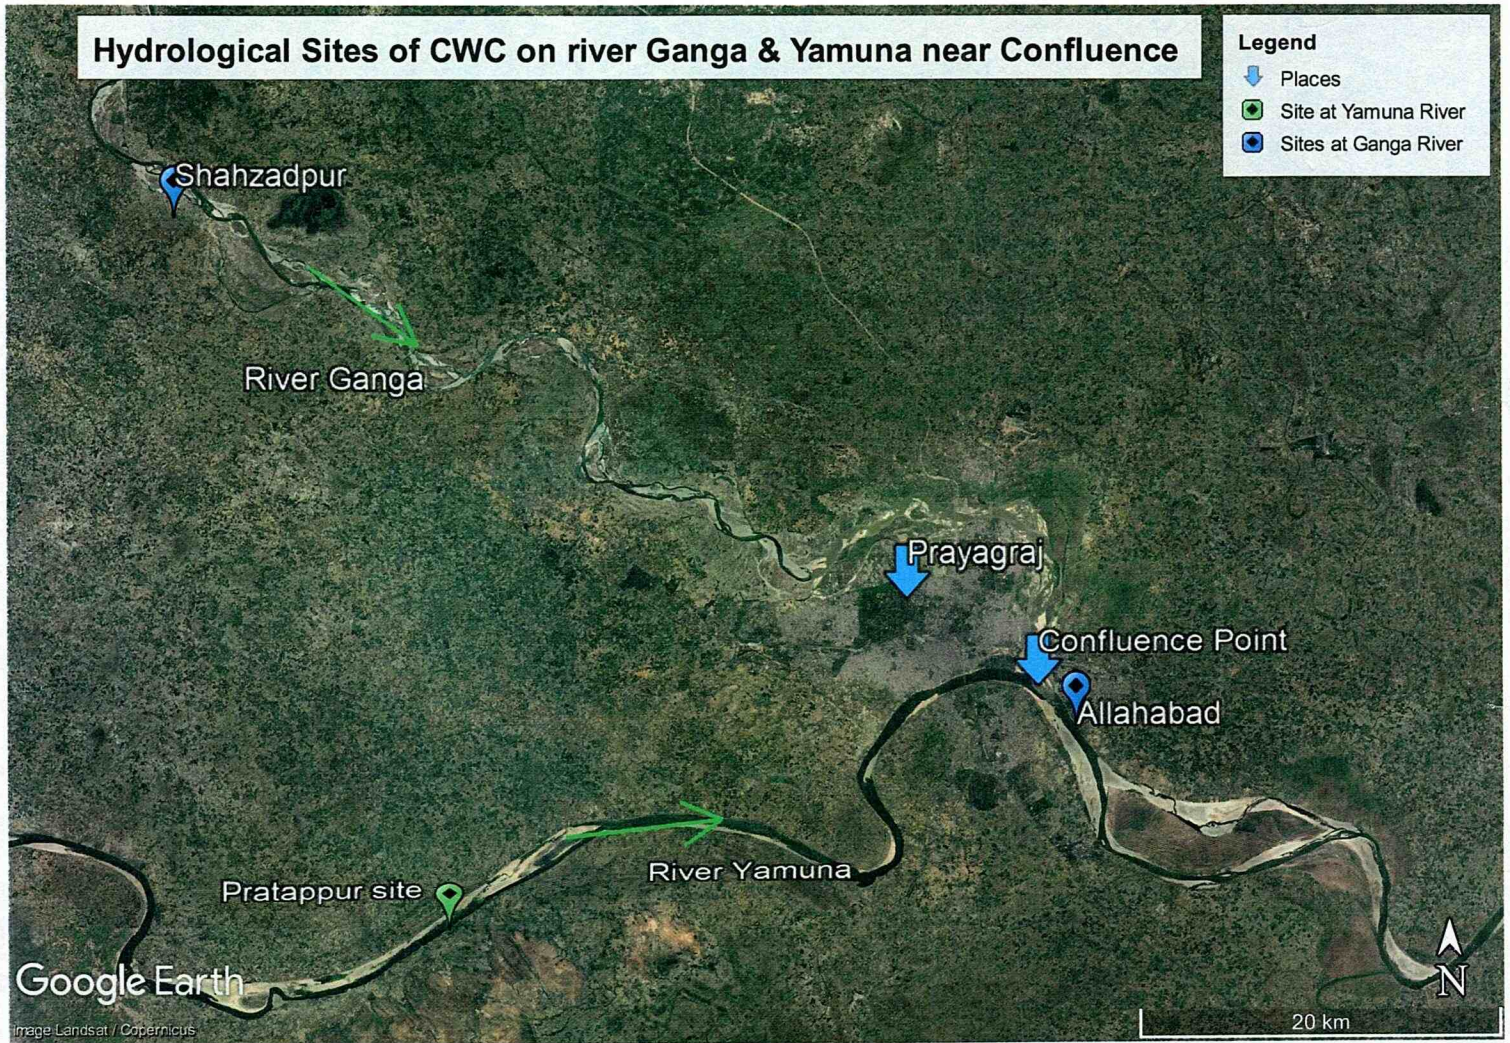 Hydrological Sites of CWC on river Ganga & Yamuna near Confluence
Legend
Places
Site at Yamuna River
Sites at Ganga River
Shahzadpur
River Ganga
Prayagraj
Confluence Point
Allahabad
River Yamuna
Pratappur site
Google Earth
Image Landsat / Copernicus
N
20 km